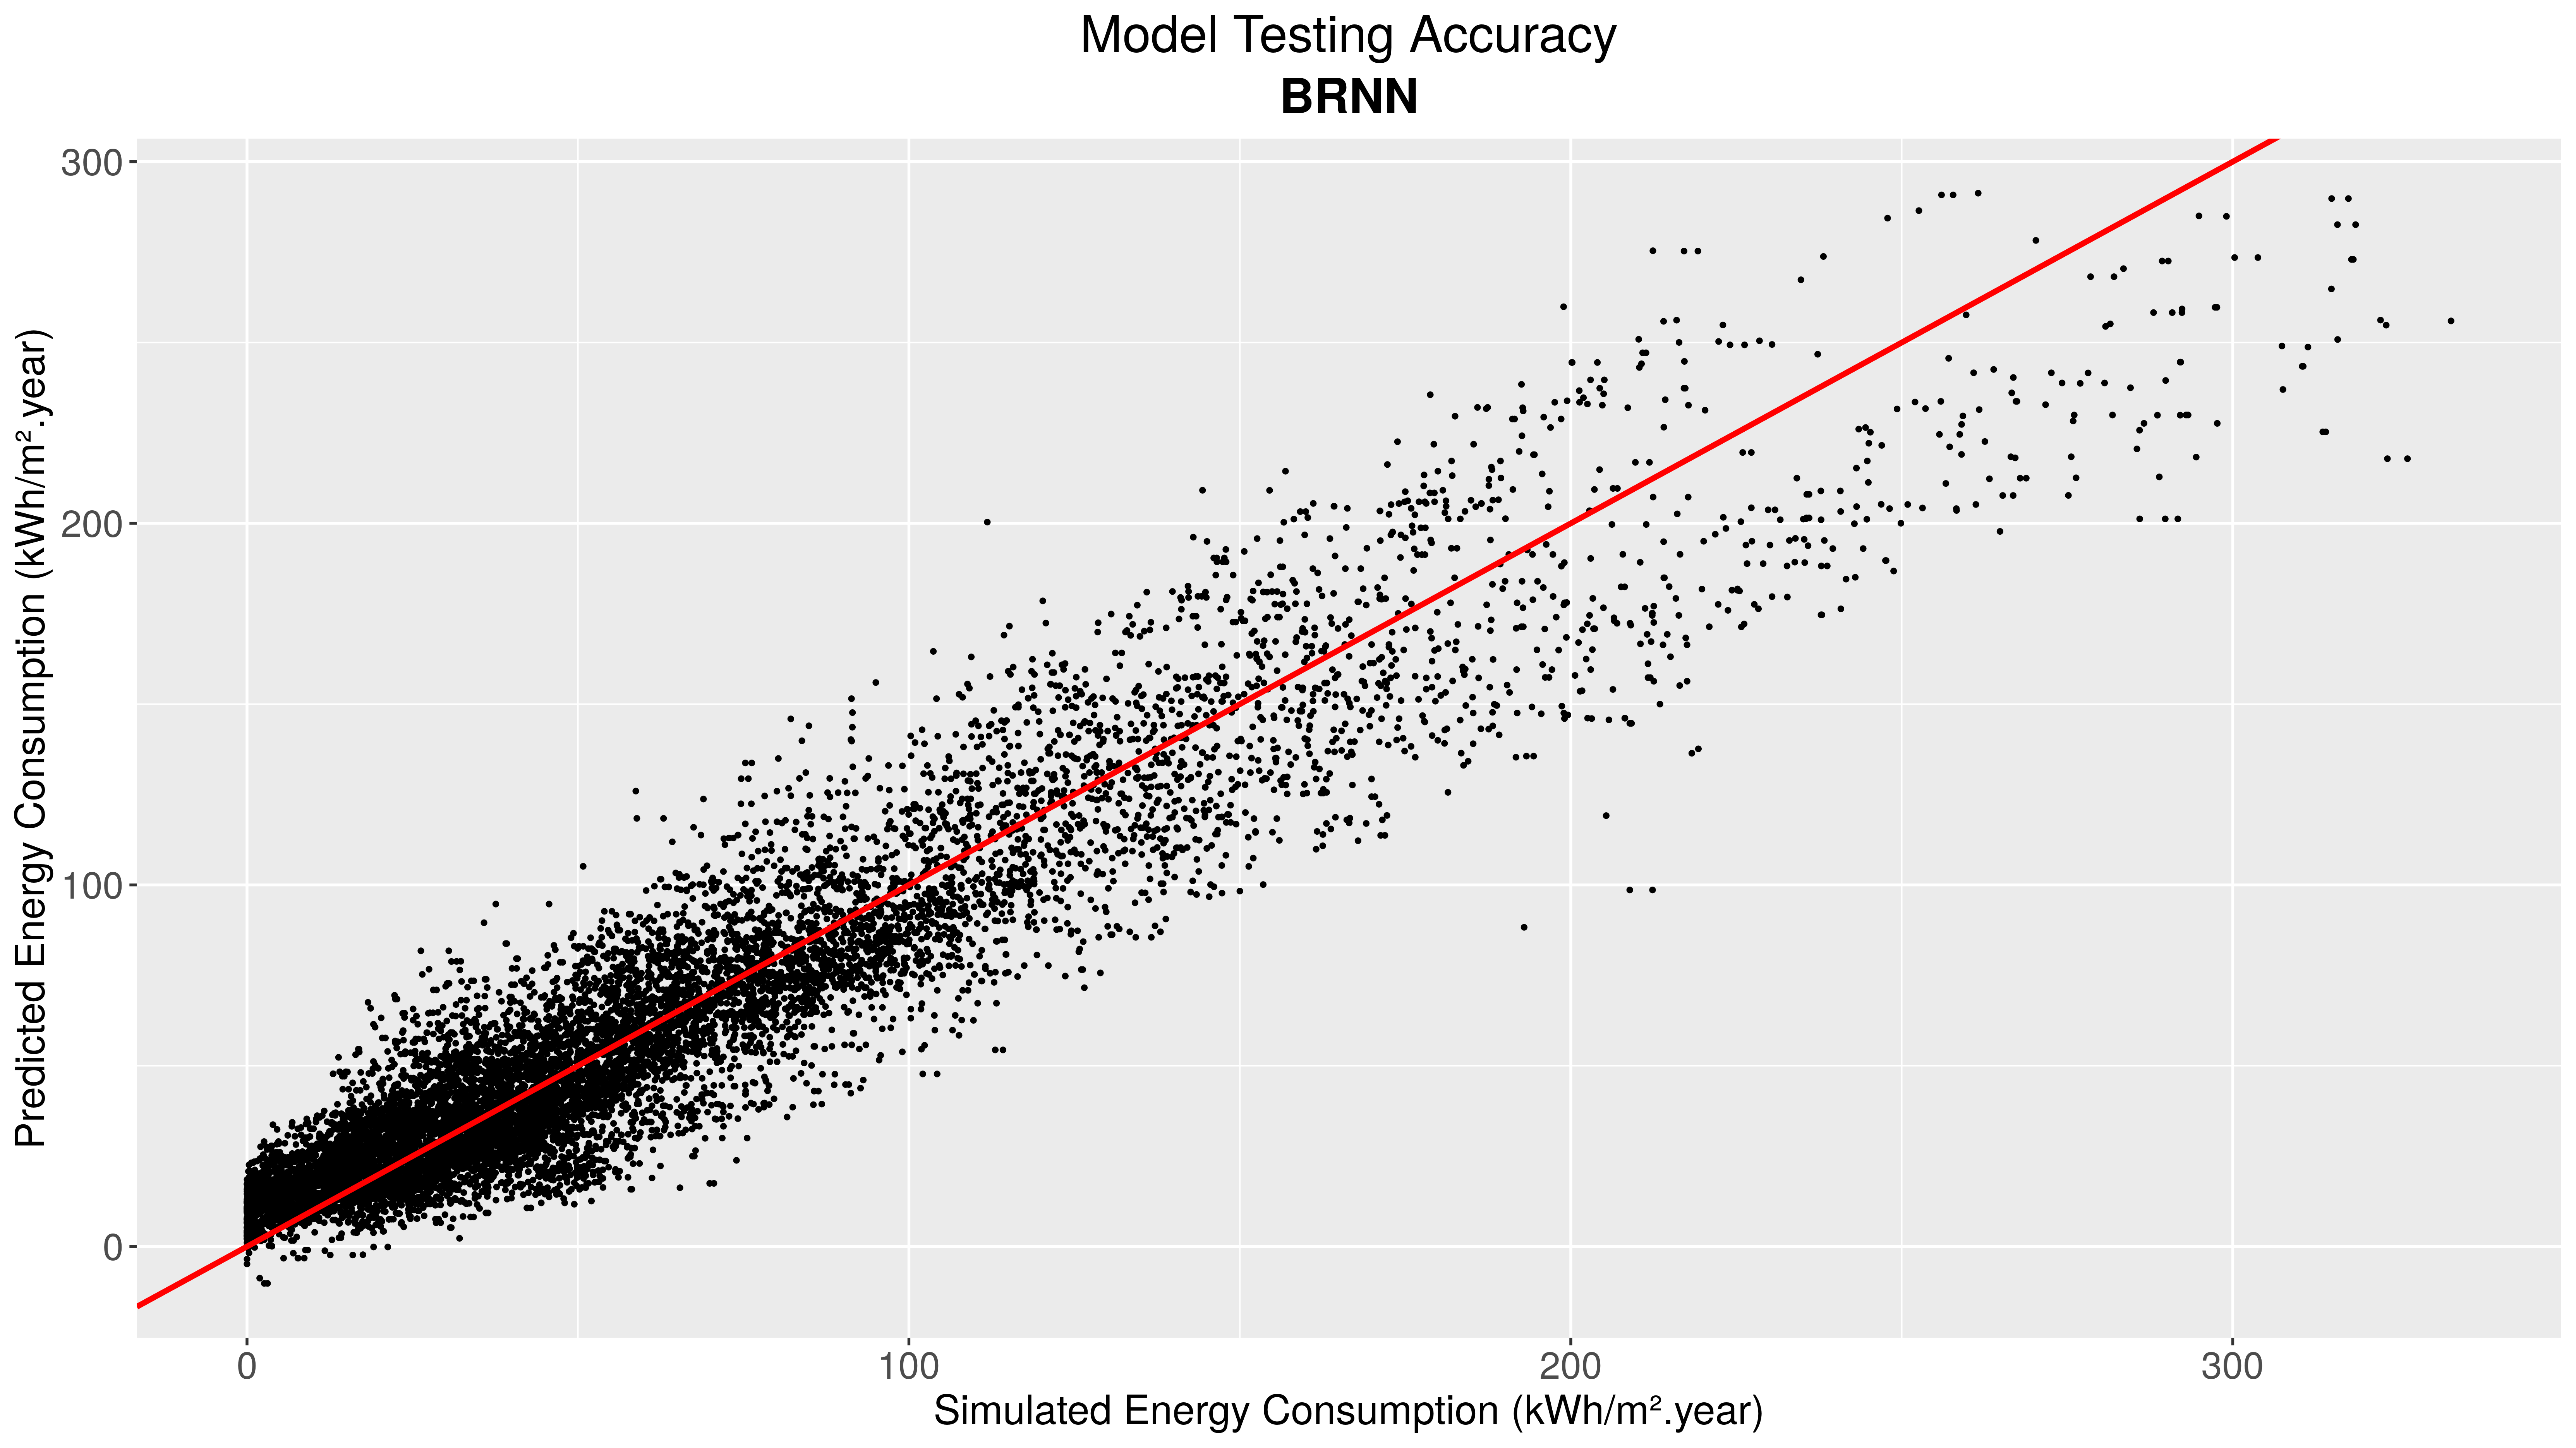 Model Testing Accuracy
BRNN
Predicted Energy Consumption (kWh/m².year)
300
200
100
0
0 100 200 300
Simulated Energy Consumption (kWh/m².year)